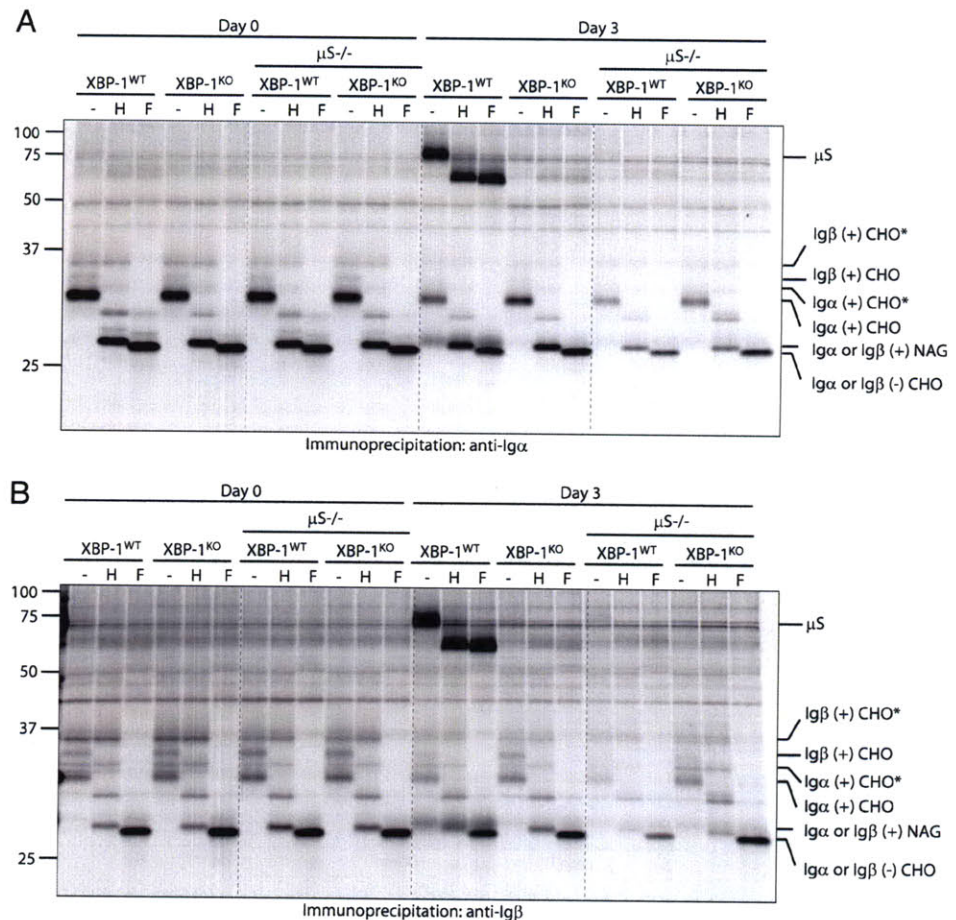 A
Day 0 Day 3
μS-/- μS-/-
XBP-1WT XBP-1KO XBP-1WT XBP-1KO XBP-1WT XBP-1KO XBP-1WT XBP-1KO
- H F - H F - H F - H F - H F - H F - H F - H F
100
75
50
37
25
μS
Igβ (+) CHO*
Igβ (+) CHO
Igα (+) CHO*
Igα (+) CHO
Igα or Igβ (+) NAG
Igα or Igβ (-) CHO
Immunoprecipitation: anti-Igα
B
Day 0 Day 3
μS-/- μS-/-
XBP-1WT XBP-1KO XBP-1WT XBP-1KO XBP-1WT XBP-1KO XBP-1WT XBP-1KO
- H F - H F - H F - H F - H F - H F - H F - H F
100
75
50
37
25
μS
Igβ (+) CHO*
Igβ (+) CHO
Igα (+) CHO*
Igα (+) CHO
Igα or Igβ (+) NAG
Igα or Igβ (-) CHO
Immunoprecipitation: anti-Igβ